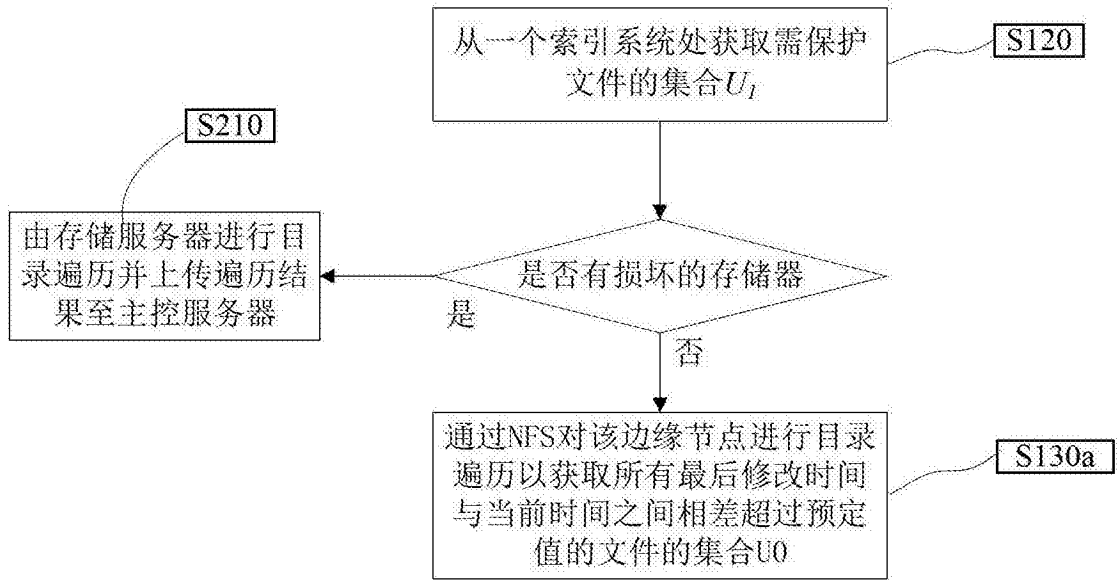 从一个索引系统处获取需保护
文件的集合U1
S120
S210
由存储服务器进行目
录遍历并上传遍历结
果至主控服务器
是否有损坏的存储器
是
否
通过NFS对该边缘节点进行目录
遍历以获取所有最后修改时间
与当前时间之间相差超过预定
值的文件的集合U0
S130a